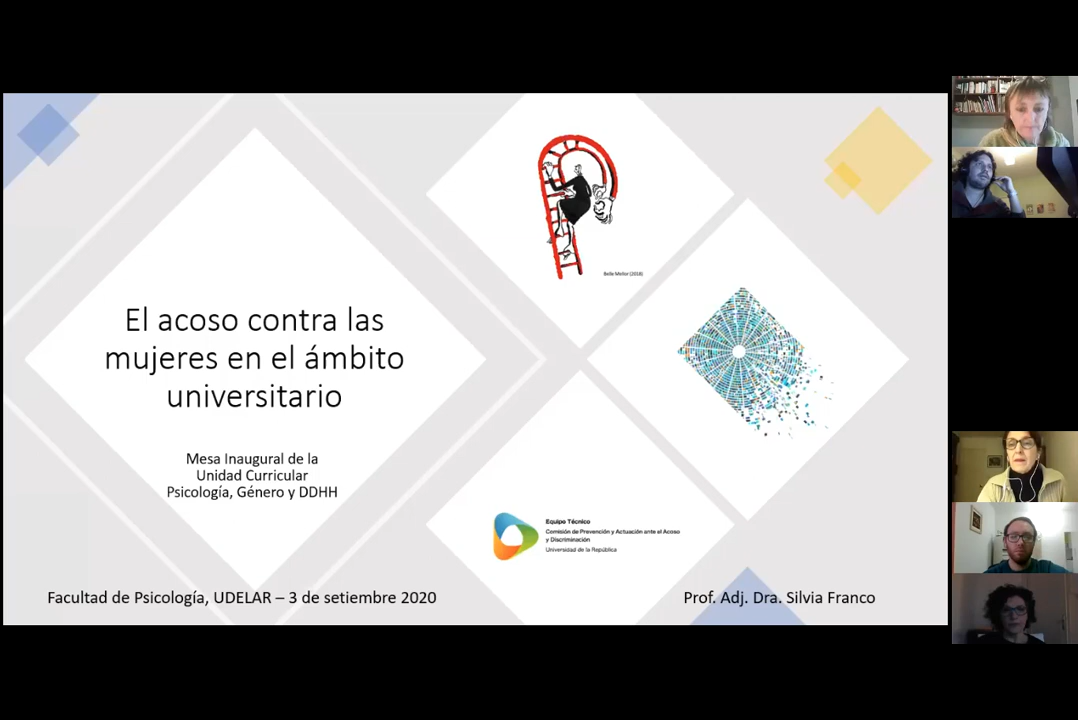 El acoso contra las
mujeres en el ámbito
universitario
Mesa Inaugural de la
Unidad Curricular
Psicología, Género y DDHH
Belle Mellor (2018)
Equipo Técnico
Comisión de Prevención y Actuación ante el Acoso
y Discriminación
Universidad de la República
Facultad de Psicología, UDELAR – 3 de setiembre 2020
Prof. Adj. Dra. Silvia Franco